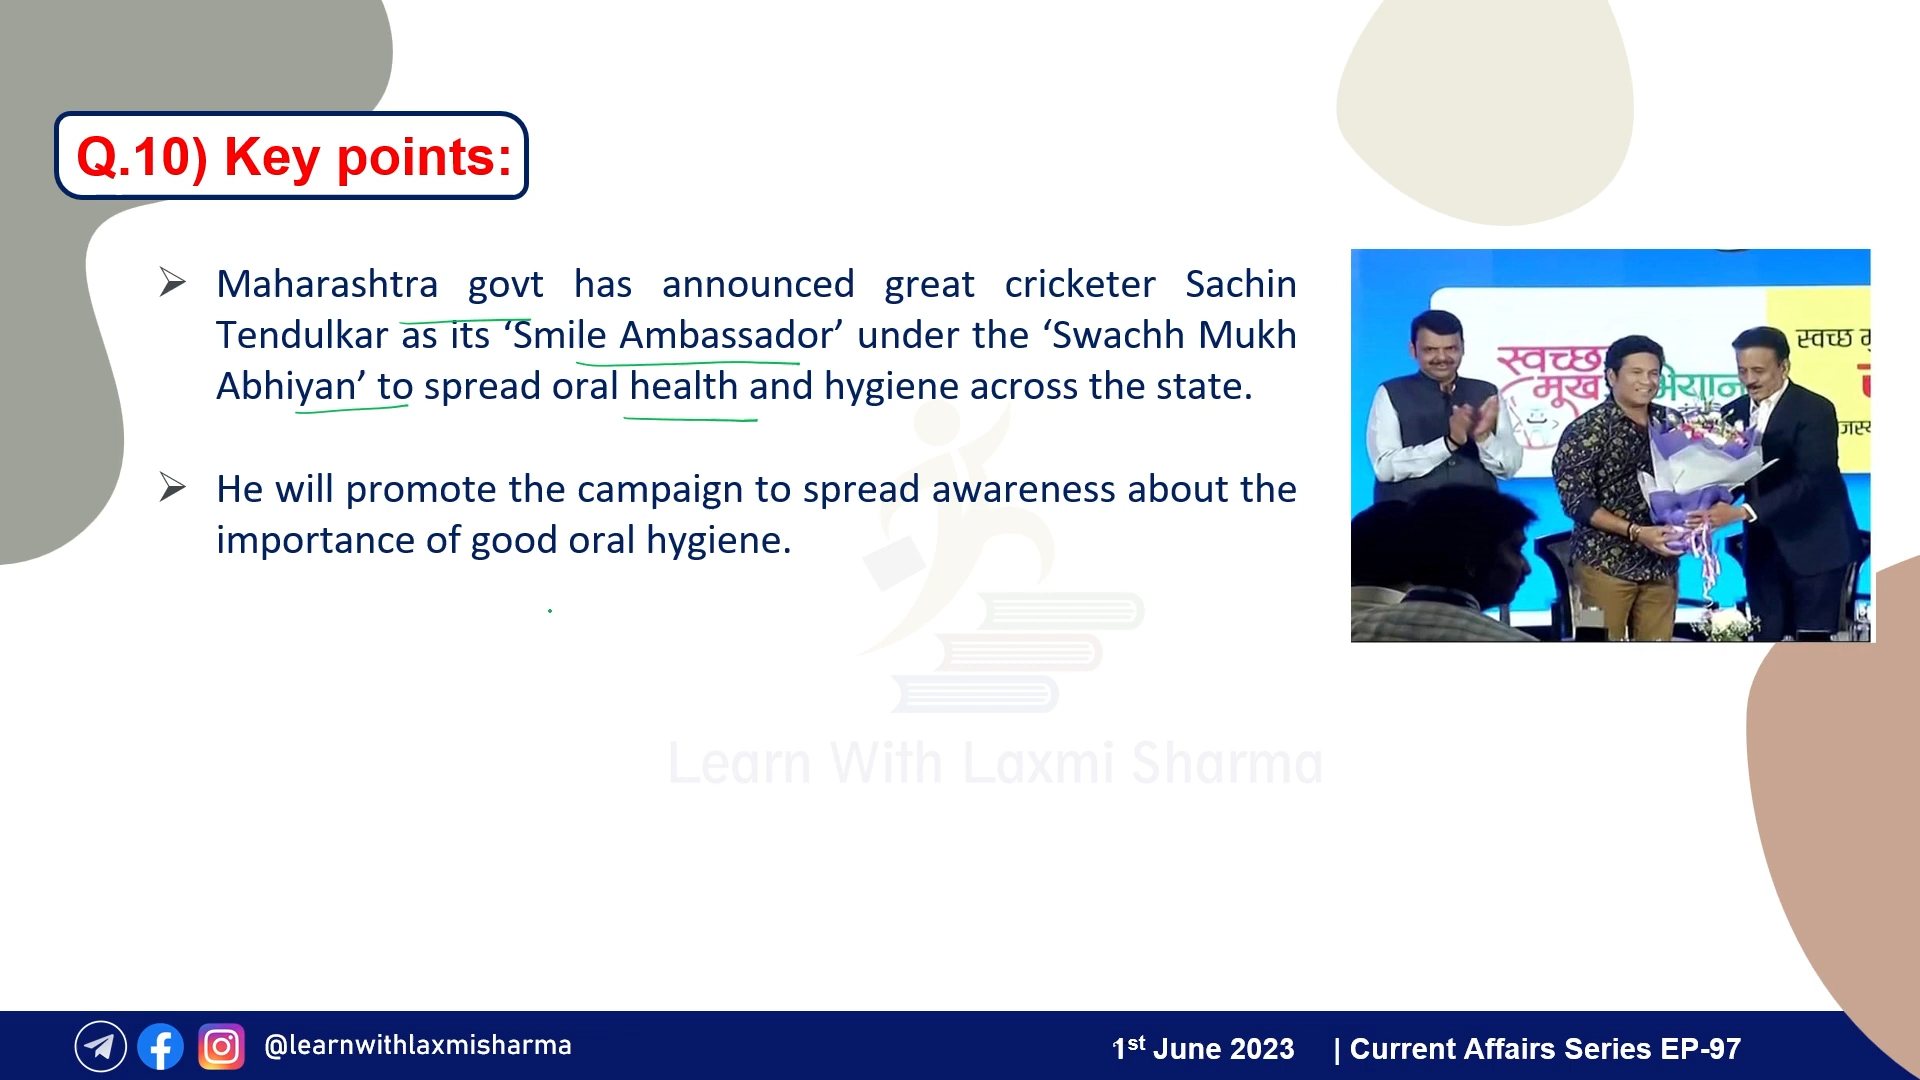 Q.10) Key points:
Maharashtra govt has announced great cricketer Sachin
Tendulkar as its ‘Smile Ambassador’ under the ‘Swachh Mukh
Abhiyan’ to spread oral health and hygiene across the state.
He will promote the campaign to spread awareness about the
importance of good oral hygiene.
स्वच्छ
मुख
स्वच्छ
Learn With Laxmi Sharma
@learnwithlaxmisharma
1st June 2023 | Current Affairs Series EP-97